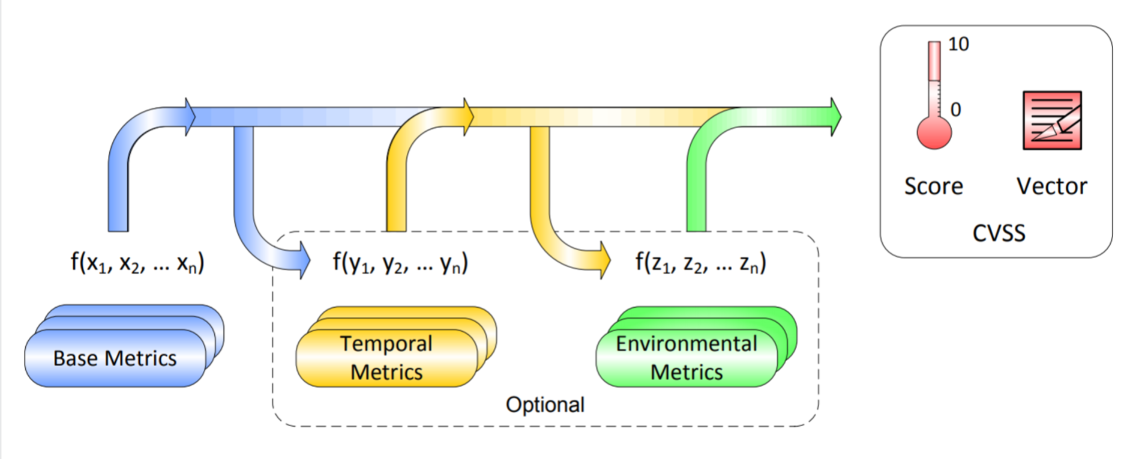 10
0
Score
Vector
CVSS
f(x₁, x₂, ... xₙ)
f(y₁, y₂, ... yₙ)
f(z₁, z₂, ... zₙ)
Base Metrics
Temporal
Metrics
Environmental
Metrics
Optional